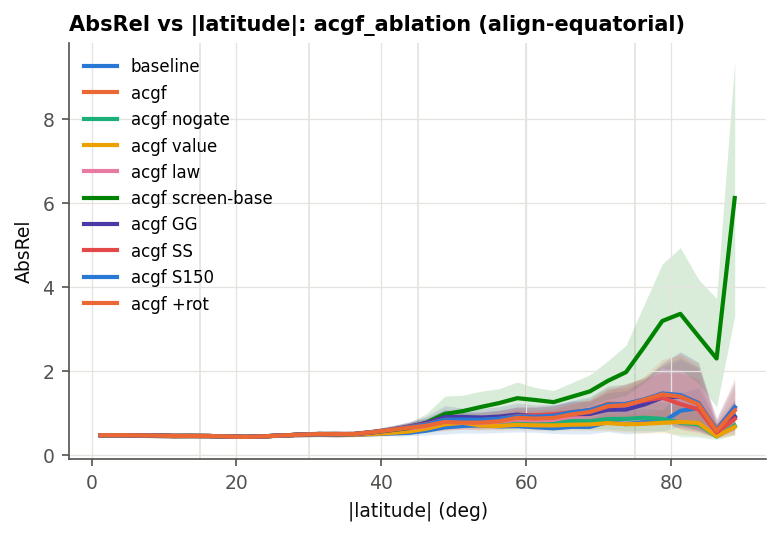 AbsRel vs |latitude|: acgf_ablation (align-equatorial)
baseline
acgf
acgf nogate
acgf value
acgf law
acgf screen-base
acgf GG
acgf SS
acgf S150
acgf +rot
AbsRel
8
6
4
2
0
0 20 40 60 80
|latitude| (deg)